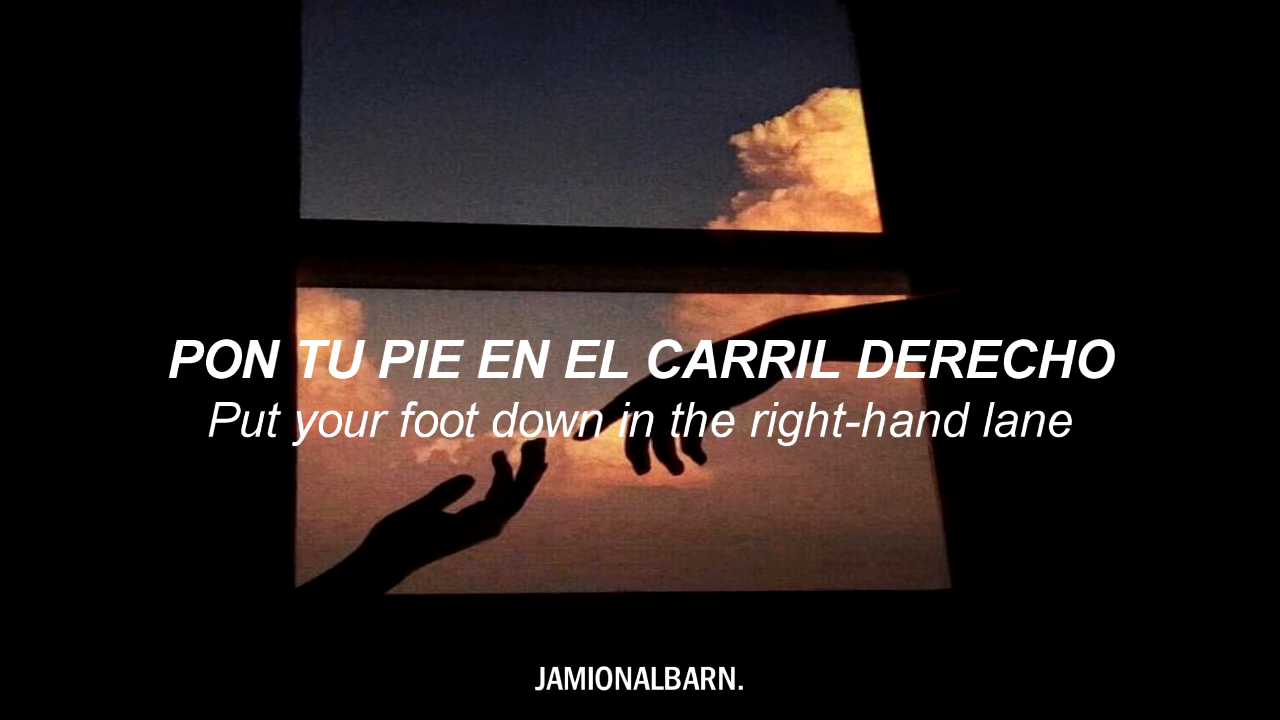 PON TU PIE EN EL CARRIL DERECHO
Put your foot down in the right-hand lane
JAMIONALBARN.